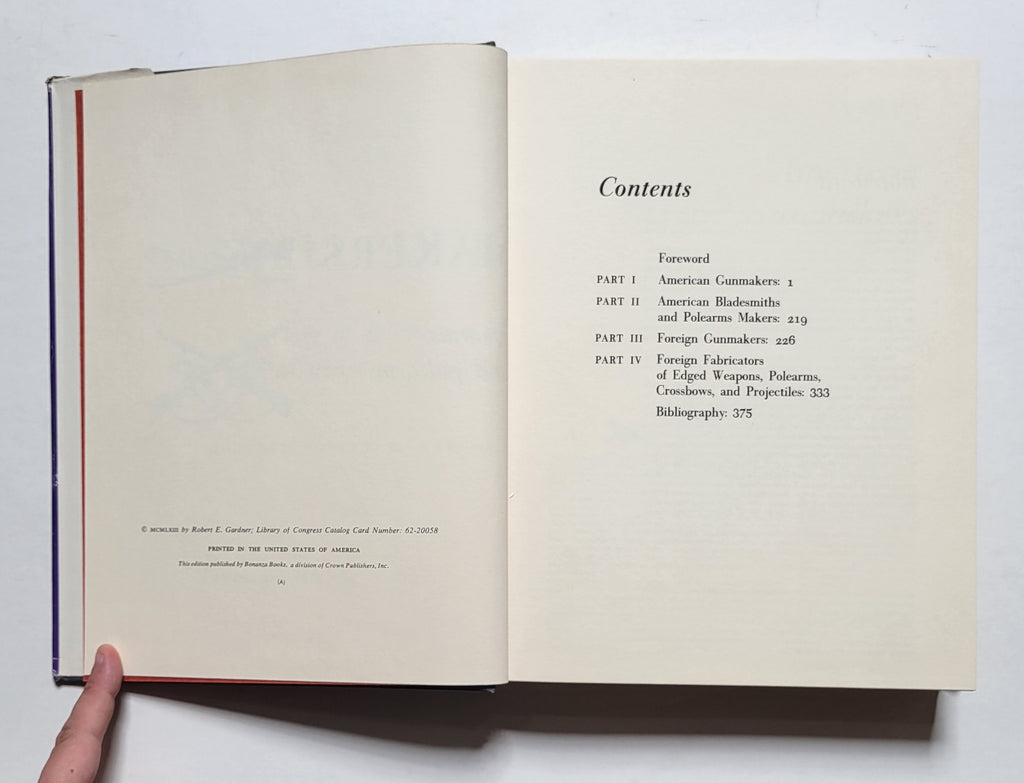 © MCMLXIII by Robert E. Gardner; Library of Congress Catalog Card Number: 62-20058
PRINTED IN THE UNITED STATES OF AMERICA
This edition published by Bonanza Books, a division of Crown Publishers, Inc.
(A)
Contents
Foreword
PART I American Gunmakers: 1
PART II American Bladesmiths
and Polearms Makers: 219
PART III Foreign Gunmakers: 226
PART IV Foreign Fabricators
of Edged Weapons, Polearms,
Crossbows, and Projectiles: 333
Bibliography: 375